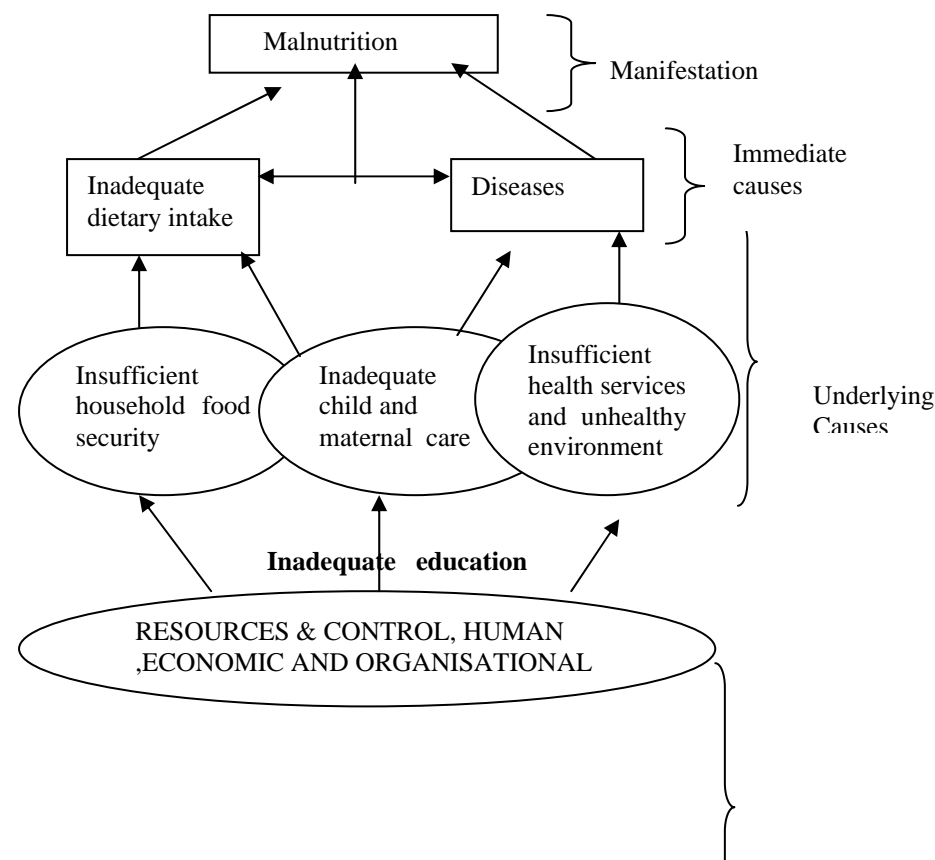 Malnutrition
Manifestation
Immediate
causes
Inadequate
dietary intake
Diseases
Insufficient
household food
security
Inadequate
child and
maternal care
Insufficient
health services
and unhealthy
environment
Underlying
Causes
Inadequate education
RESOURCES & CONTROL, HUMAN
,ECONOMIC AND ORGANISATIONAL